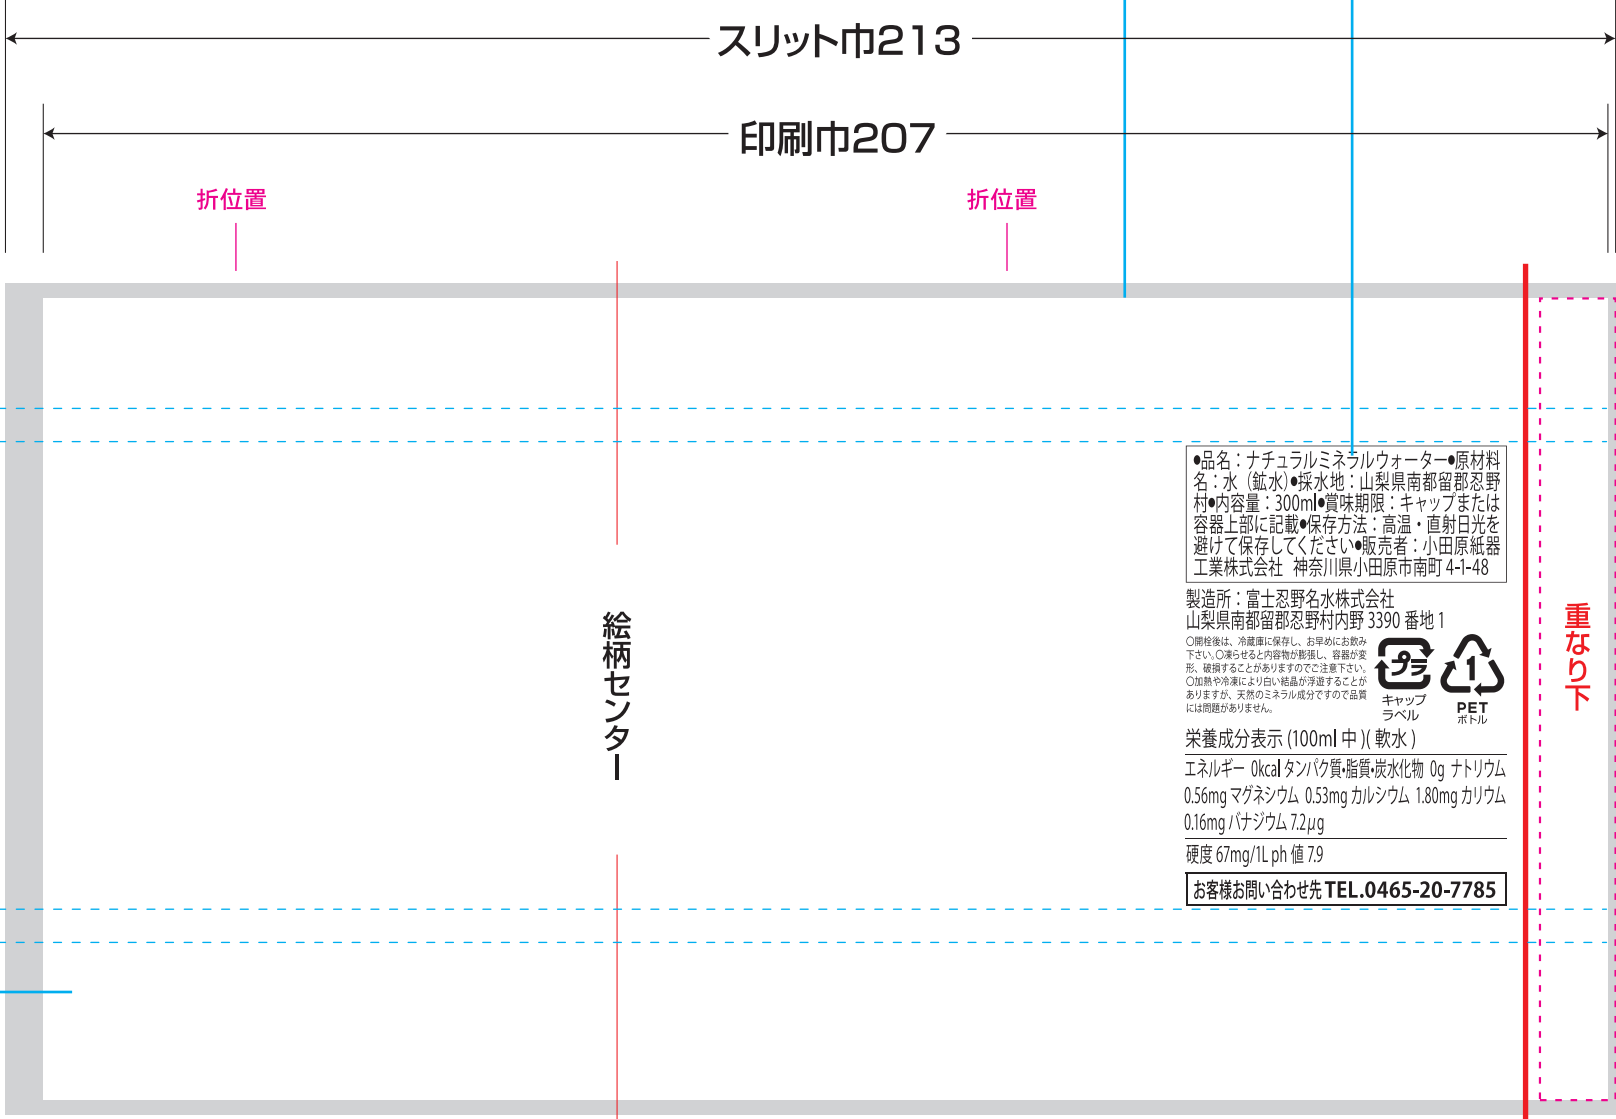 スリット巾213
印刷巾207
折位置
折位置
絵柄センター
●品名：ナチュラルミネラルウォーター●原材料
名：水（鉱水）●採水地：山梨県南都留郡忍野
村●内容量：300ml●賞味期限：キャップまたは
容器上部に記載●保存方法：高温・直射日光を
避けて保存してください●販売者：小田原紙器
工業株式会社 神奈川県小田原市南町 4-1-48
製造所：富士忍野名水株式会社
山梨県南都留郡忍野村内野 3390 番地 1
○開栓後は、冷蔵庫に保存し、お早めにお飲み
下さい。○凍らせると内容物が膨張し、容器が変
形、破損することがありますのでご注意下さい。
○加熱や冷凍により白い結晶が浮遊することが
ありますが、天然のミネラル成分ですので品質
には問題がありません。
プラ
キャップ
ラベル
1
PET
ボトル
栄養成分表示 (100ml 中 )( 軟水 )
エネルギー 0kcal タンパク質・脂質・炭水化物 0g ナトリウム
0.56mg マグネシウム 0.53mg カルシウム 1.80mg カリウム
0.16mg バナジウム 7.2μg
硬度 67mg/1L ph 値 7.9
お客様お問い合わせ先 TEL.0465-20-7785
重なり下